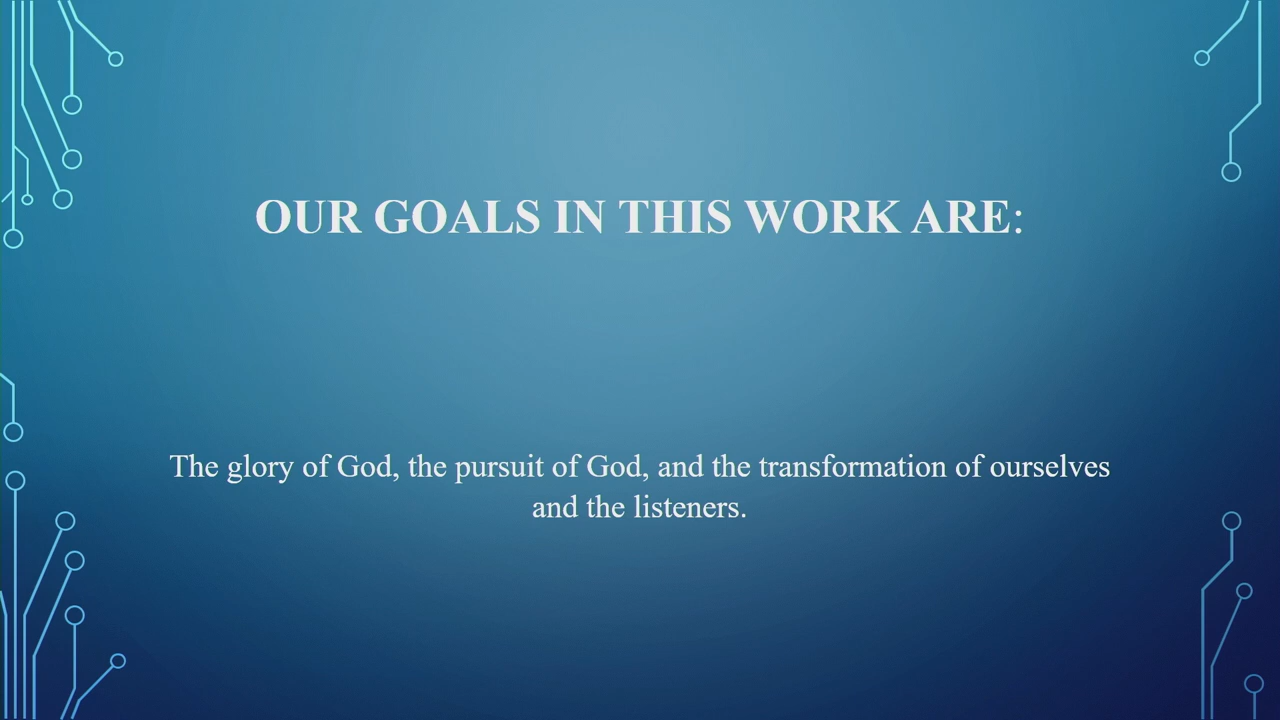 OUR GOALS IN THIS WORK ARE:
The glory of God, the pursuit of God, and the transformation of ourselves
and the listeners.